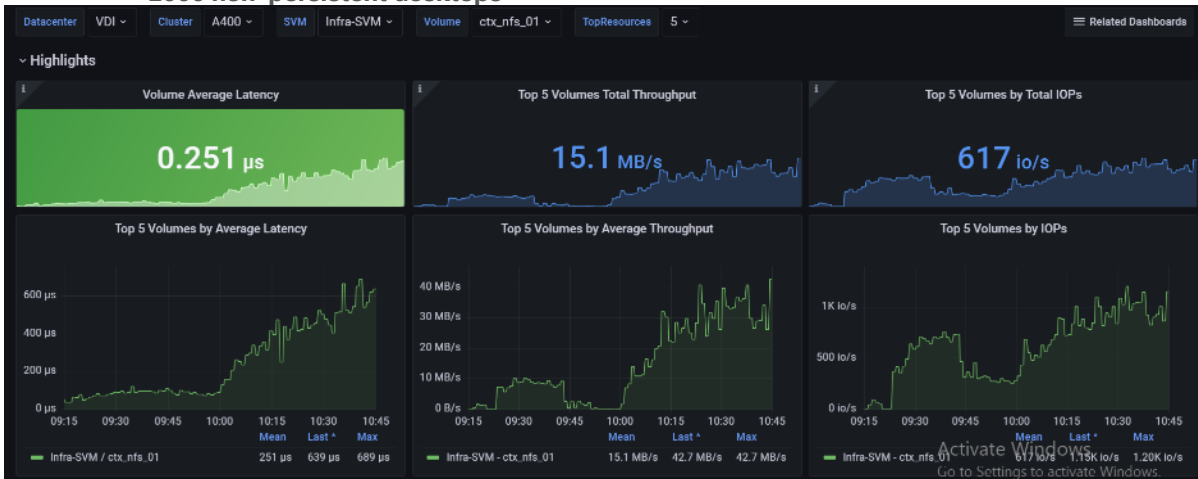 2000 non-persistent desktops
Datacenter VDI Cluster A400 SVM Infra-SVM Volume ctx_nfs_01 TopResources 5 Related Dashboards
Highlights
Volume Average Latency Top 5 Volumes Total Throughput Top 5 Volumes by Total IOPs
0.251 µs 15.1 MB/s 617 io/s
Top 5 Volumes by Average Latency
600 µs
400 µs
200 µs
0 µs
09:15 09:30 09:45 10:00 10:15 10:30 10:45
Mean Last * Max
Infra-SVM / ctx_nfs_01 251 µs 639 µs 689 µs
Top 5 Volumes by Average Throughput
40 MB/s
30 MB/s
20 MB/s
10 MB/s
0 B/s
09:15 09:30 09:45 10:00 10:15 10:30 10:45
Mean Last * Max
Infra-SVM - ctx_nfs_01 15.1 MB/s 42.7 MB/s 42.7 MB/s
Top 5 Volumes by IOPs
1K io/s
500 io/s
0 io/s
09:15 09:30 09:45 10:00 10:15 10:30 10:45
Mean Last * Max
Infra-SVM - ctx_nfs_01 617 io/s 1.15K io/s 1.20K io/s
Activate Windows
Go to Settings to activate Windows.